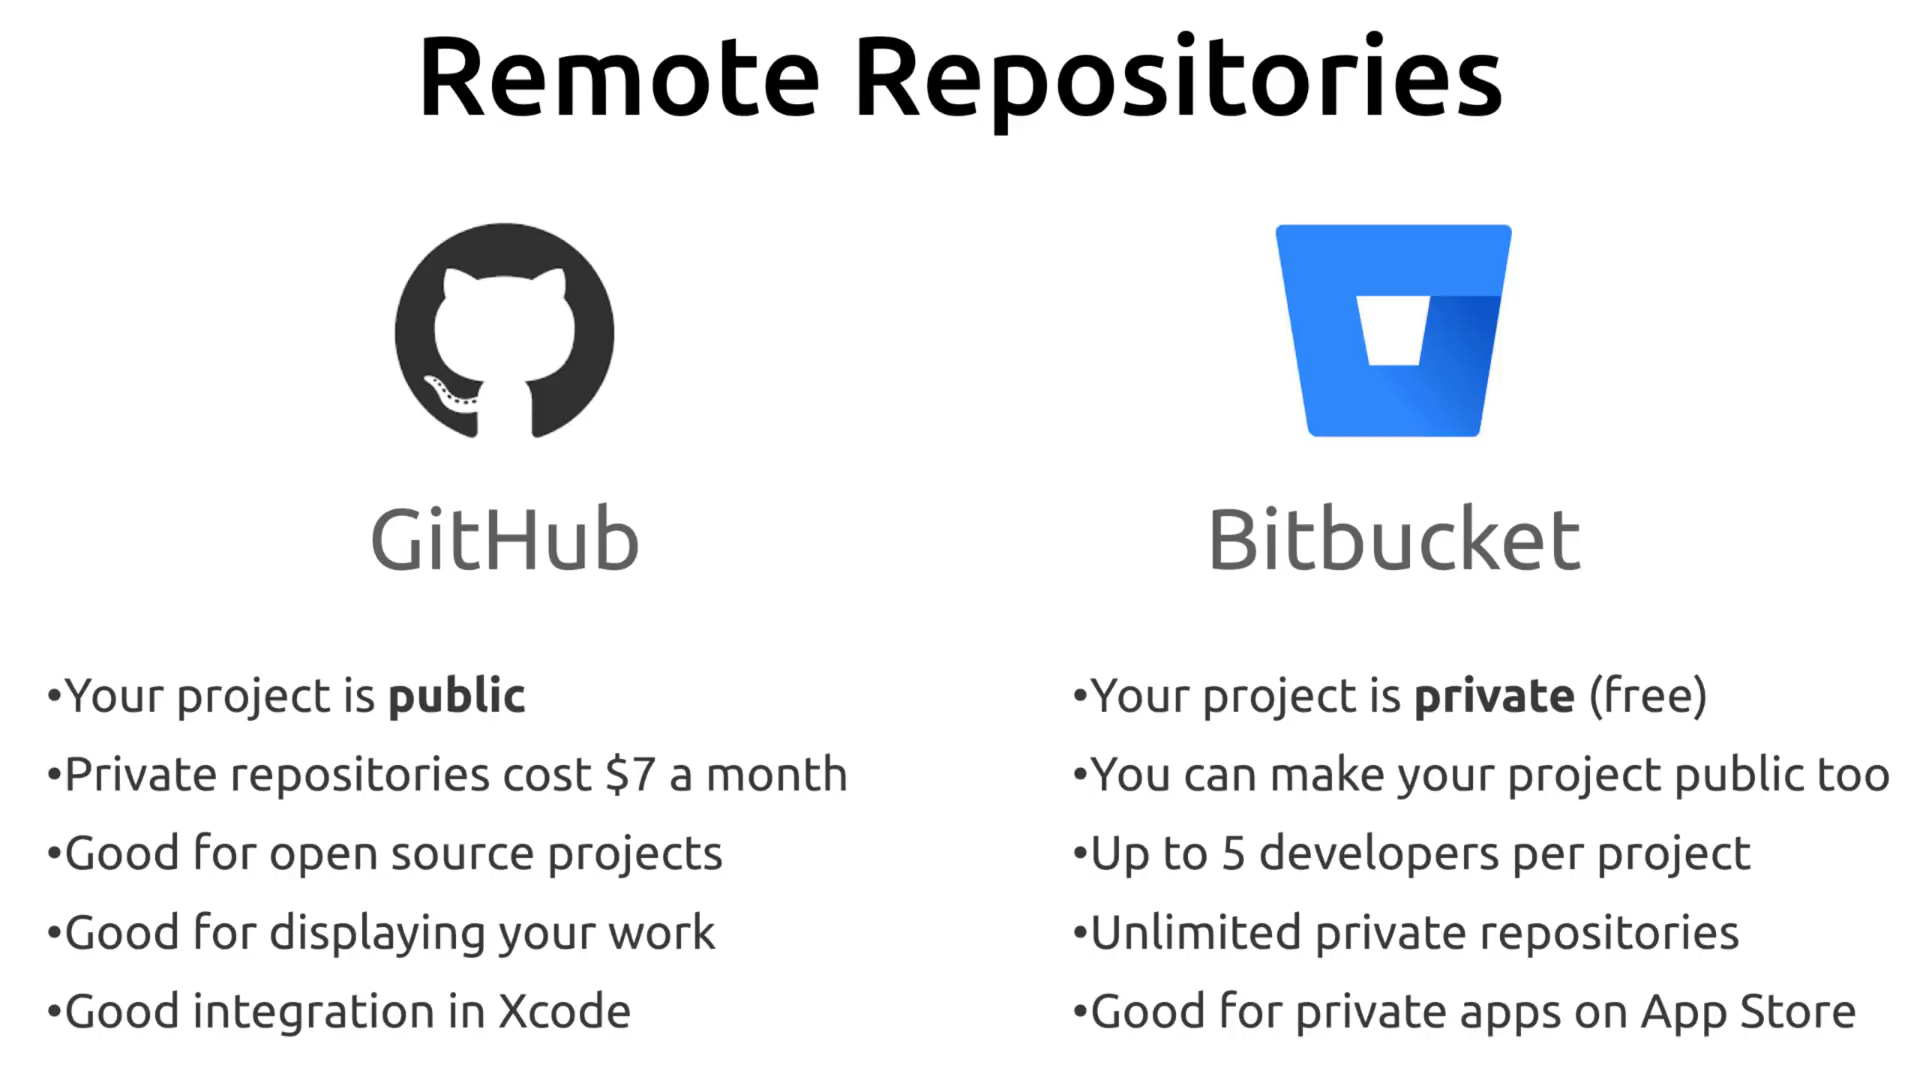 Remote Repositories
GitHub
•Your project is public
•Private repositories cost $7 a month
•Good for open source projects
•Good for displaying your work
•Good integration in Xcode
Bitbucket
•Your project is private (free)
•You can make your project public too
•Up to 5 developers per project
•Unlimited private repositories
•Good for private apps on App Store